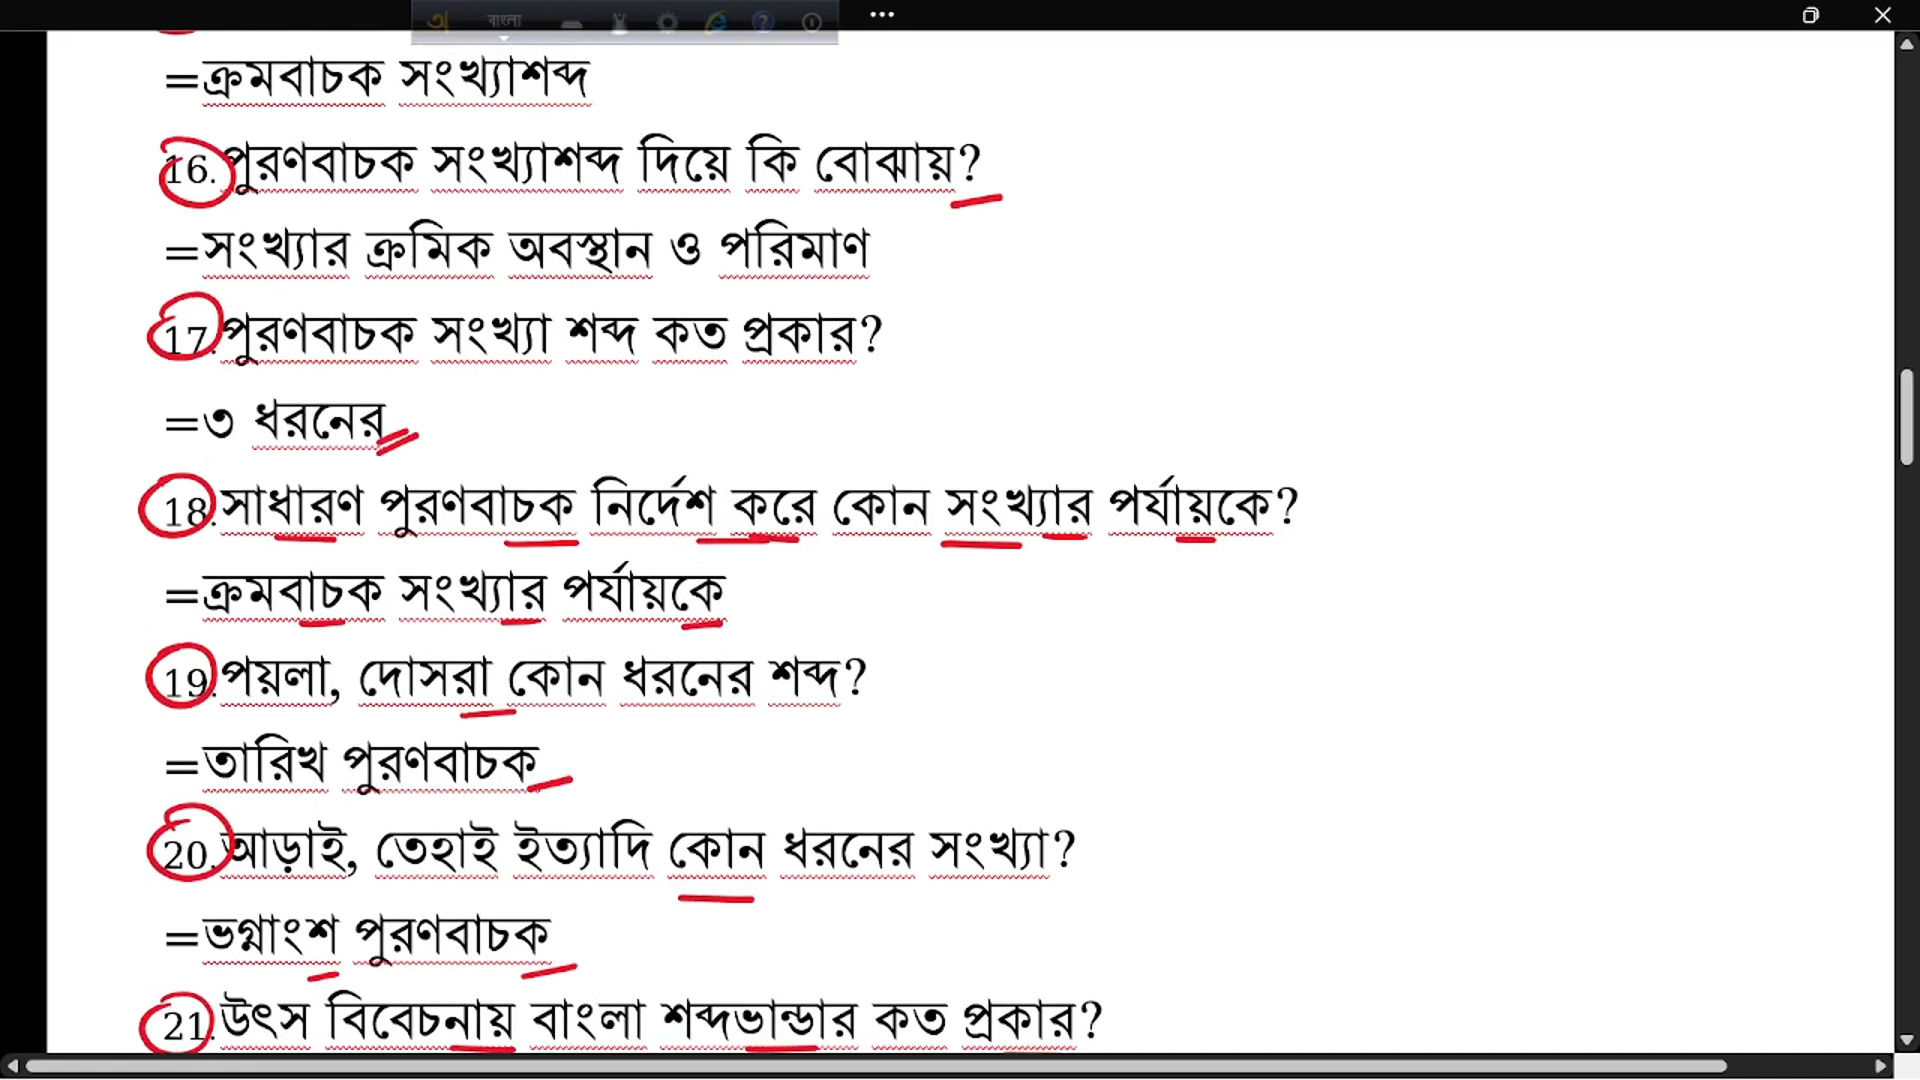 বাংলা
=ক্রমবাচক সংখ্যাশব্দ
16.পুরণবাচক সংখ্যাশব্দ দিয়ে কি বোঝায়?
=সংখ্যার ক্রমিক অবস্থান ও পরিমাণ
17.পুরণবাচক সংখ্যা শব্দ কত প্রকার?
=৩ ধরনের
18.সাধারণ পুরণবাচক নির্দেশ করে কোন সংখ্যার পর্যায়কে?
=ক্রমবাচক সংখ্যার পর্যায়কে
19.পয়লা, দোসরা কোন ধরনের শব্দ?
=তারিখ পুরণবাচক
20.আড়াই, তেহাই ইত্যাদি কোন ধরনের সংখ্যা?
=ভগ্নাংশ পুরণবাচক
21.উৎস বিবেচনায় বাংলা শব্দভান্ডার কত প্রকার?